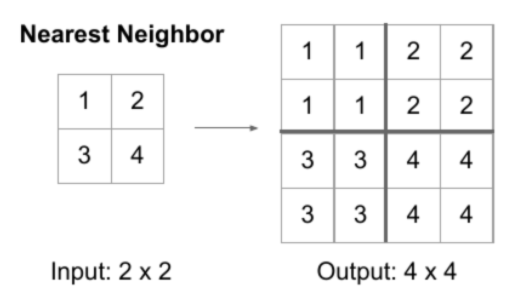 Nearest Neighbor
1 2
3 4
1 1 2 2
1 1 2 2
3 3 4 4
3 3 4 4
Input: 2 x 2
Output: 4 x 4